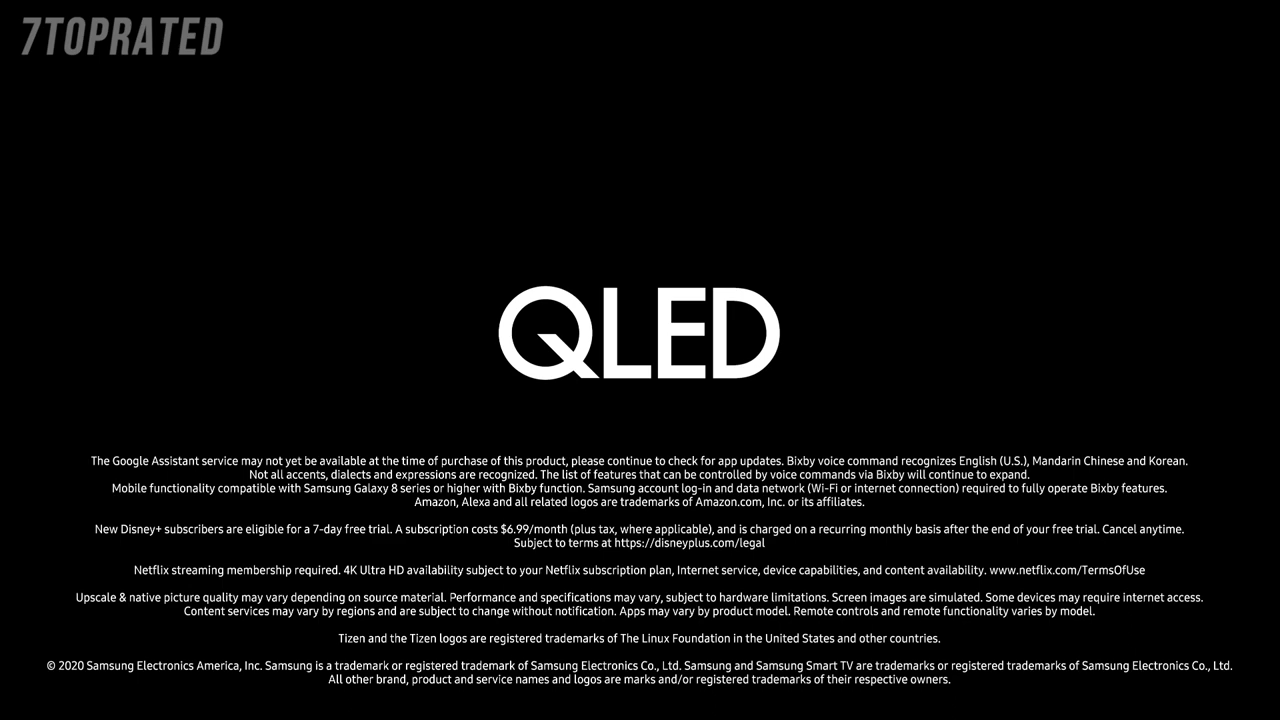 7TOPRATED
QLED
The Google Assistant service may not yet be available at the time of purchase of this product, please continue to check for app updates. Bixby voice command recognizes English (U.S.), Mandarin Chinese and Korean.
Not all accents, dialects and expressions are recognized. The list of features that can be controlled by voice commands via Bixby will continue to expand.
Mobile functionality compatible with Samsung Galaxy 8 series or higher with Bixby function. Samsung account log-in and data network (Wi-Fi or internet connection) required to fully operate Bixby features.
Amazon, Alexa and all related logos are trademarks of Amazon.com, Inc. or its affiliates.
New Disney+ subscribers are eligible for a 7-day free trial. A subscription costs $6.99/month (plus tax, where applicable), and is charged on a recurring monthly basis after the end of your free trial. Cancel anytime.
Subject to terms at https://disneyplus.com/legal
Netflix streaming membership required. 4K Ultra HD availability subject to your Netflix subscription plan, Internet service, device capabilities, and content availability. www.netflix.com/TermsOfUse
Upscale & native picture quality may vary depending on source material. Performance and specifications may vary, subject to hardware limitations. Screen images are simulated. Some devices may require internet access.
Content services may vary by regions and are subject to change without notification. Apps may vary by product model. Remote controls and remote functionality varies by model.
Tizen and the Tizen logos are registered trademarks of The Linux Foundation in the United States and other countries.
© 2020 Samsung Electronics America, Inc. Samsung is a trademark or registered trademark of Samsung Electronics Co., Ltd. Samsung and Samsung Smart TV are trademarks or registered trademarks of Samsung Electronics Co., Ltd.
All other brand, product and service names and logos are marks and/or registered trademarks of their respective owners.